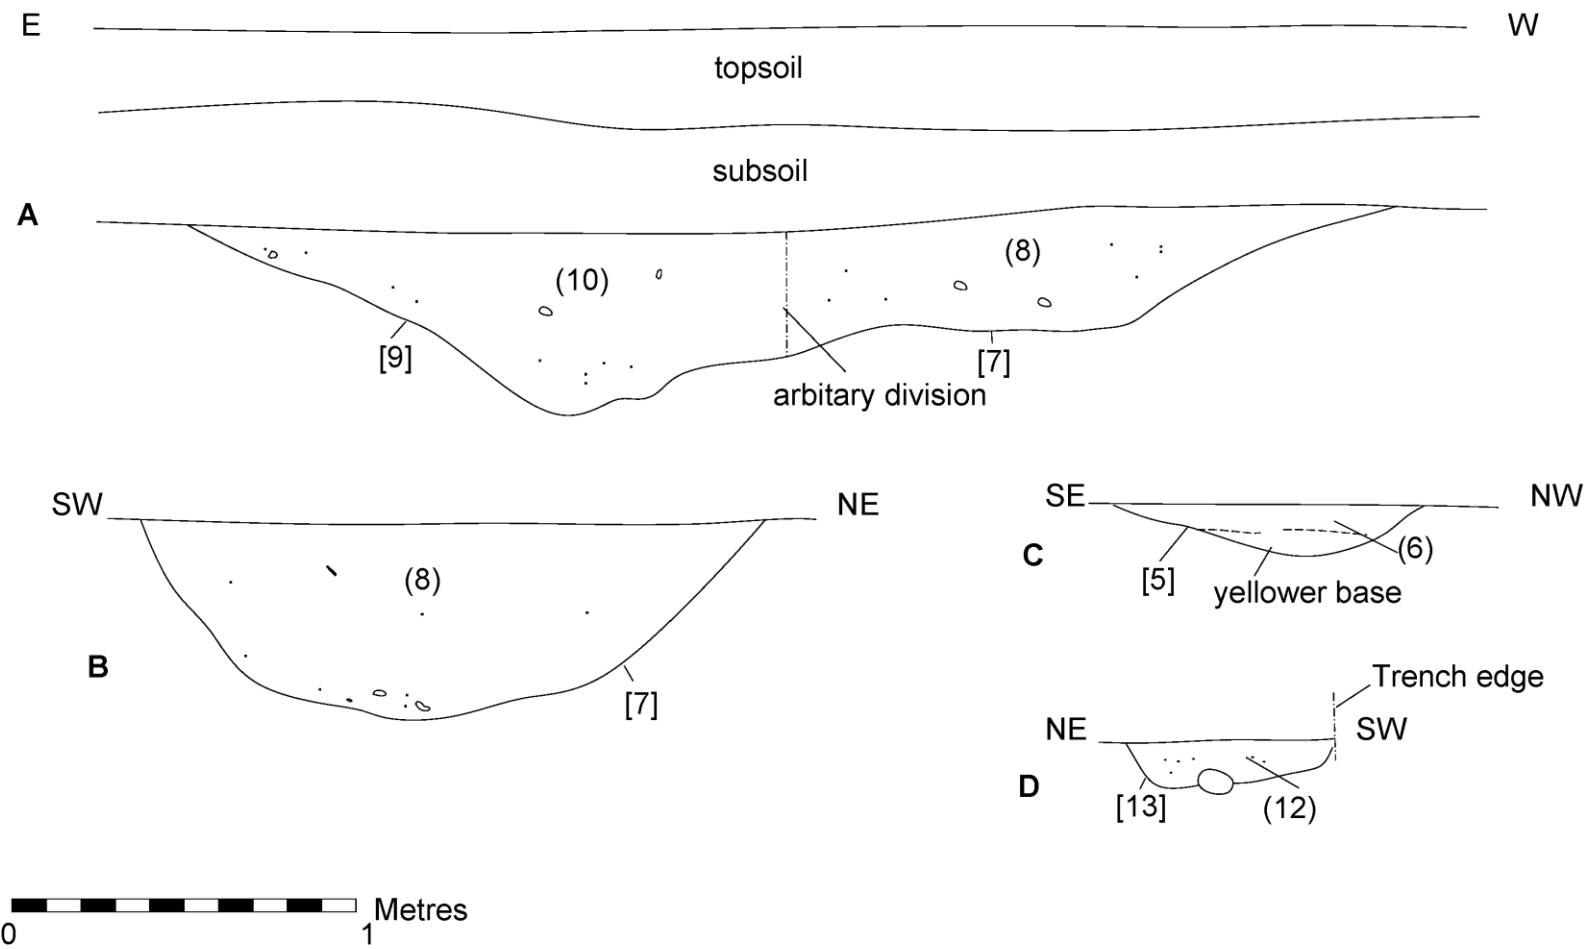 E
W
topsoil
subsoil
A
(10)
(8)
[9]
[7]
arbitary division
SW
NE
(8)
B
[7]
SE
NW
C
(6)
[5]
yellower base
Trench edge
NE
SW
D
[13]
(12)
Metres
0
1